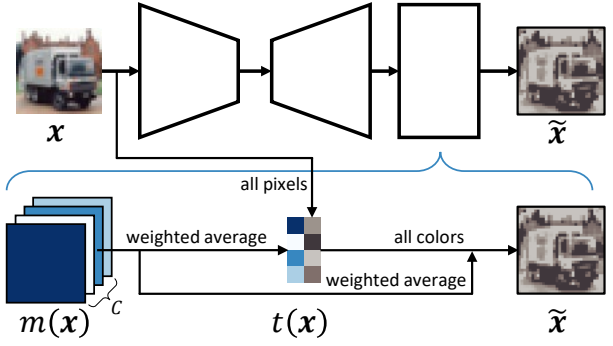 𝒙
x̃
all pixels
weighted average
all colors
weighted average
C
m(𝒙)
t(𝒙)
x̃